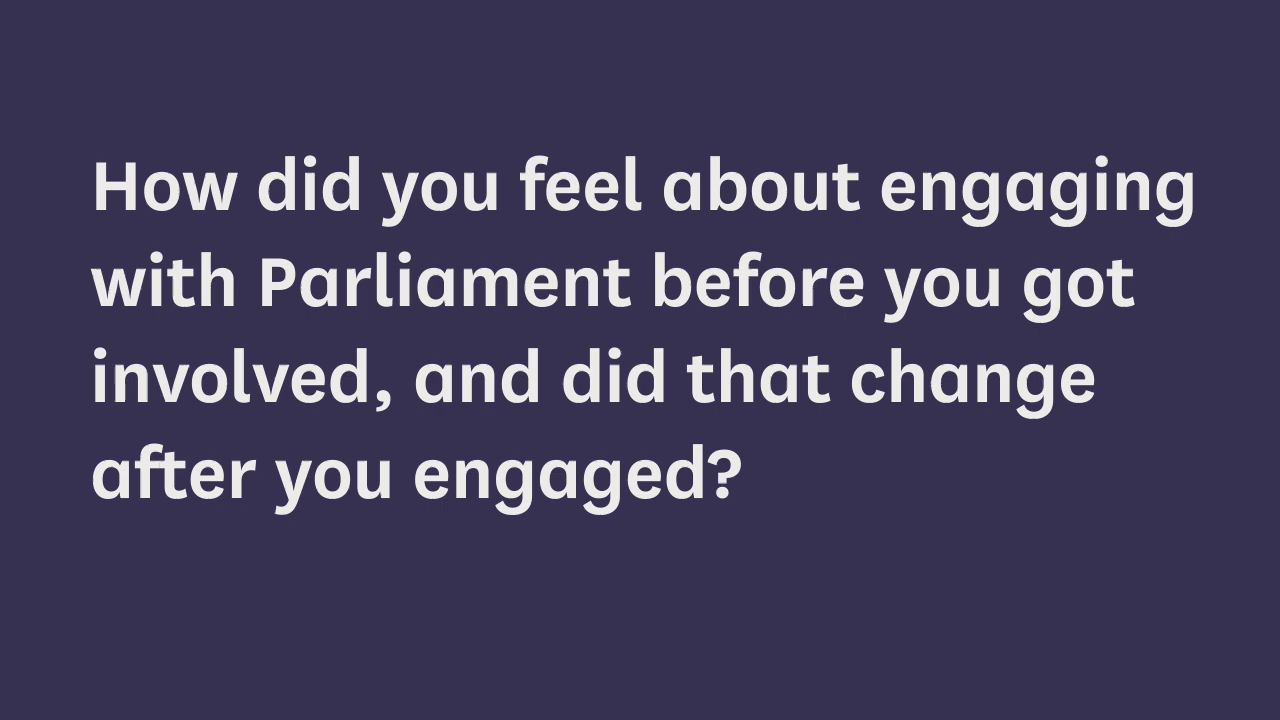 How did you feel about engaging
with Parliament before you got
involved, and did that change
after you engaged?